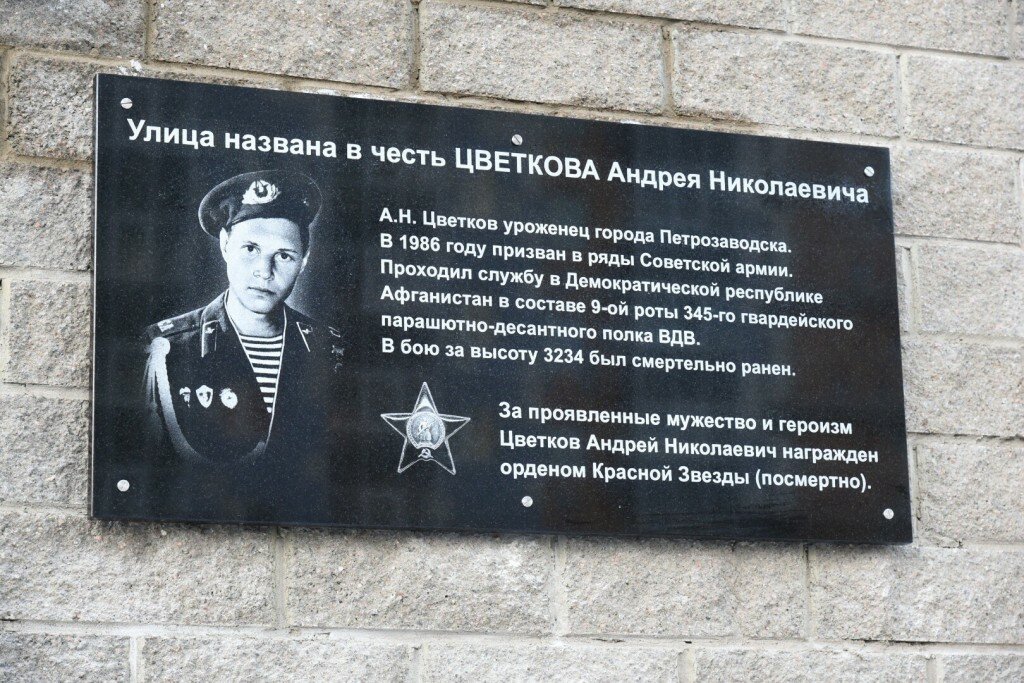 Улица названа в честь ЦВЕТКОВА Андрея Николаевича
А.Н. Цветков уроженец города Петрозаводска.
В 1986 году призван в ряды Советской армии.
Проходил службу в Демократической республике
Афганистан в составе 9-ой роты 345-го гвардейского
парашютно-десантного полка ВДВ.
В бою за высоту 3234 был смертельно ранен.
За проявленные мужество и героизм
Цветков Андрей Николаевич награжден
орденом Красной Звезды (посмертно).